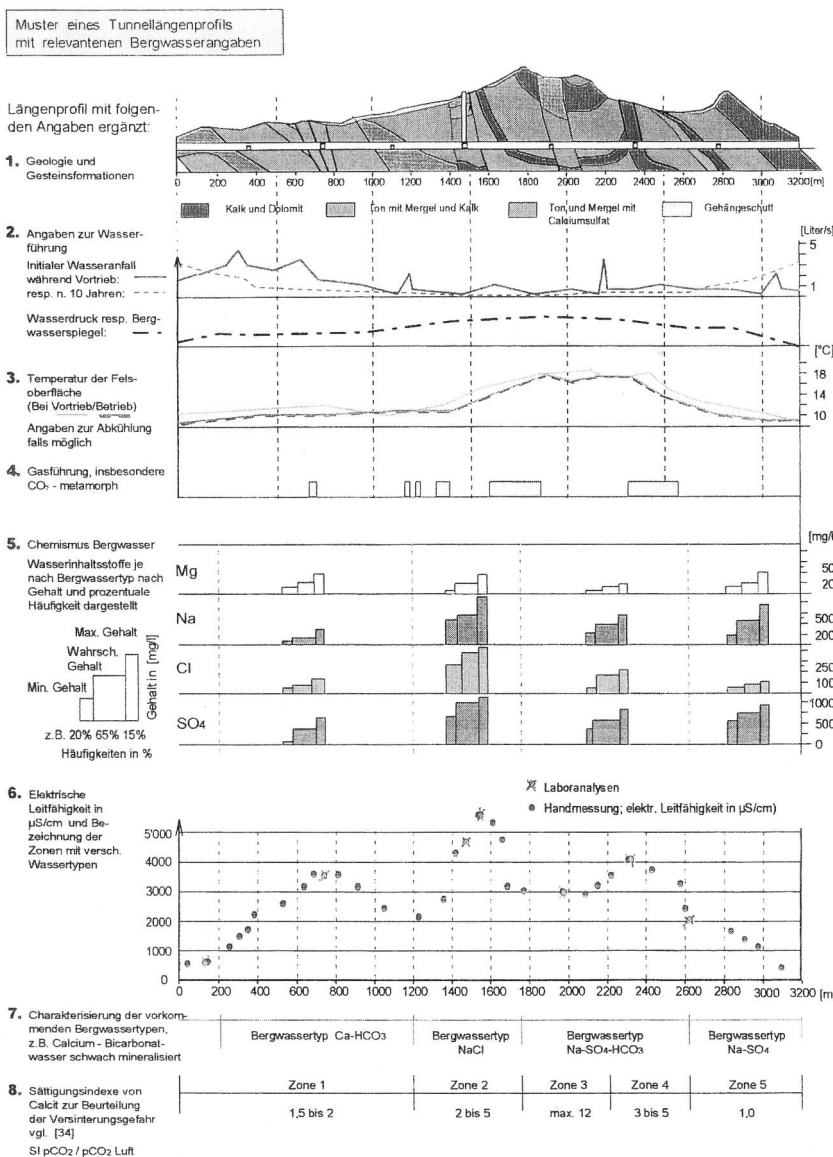 Muster eines Tunnellängenprofils
mit relevanten Bergwasserangaben
Längenprofil mit folgen-
den Angaben ergänzt:
1. Geologie und
Gesteinsformationen
0 200 400 600 800 1000 1200 1400 1600 1800 2000 2200 2400 2600 2800 3000 3200 [m]
Kalk und Dolomit
Ton mit Mergel und Kalk
Ton und Mergel mit
Calciumsulfat
Gehängeschutt
2. Angaben zur Wasser-
führung
Initialer Wasseranfall
während Vortrieb:
resp. n. 10 Jahren:
[Liter/s]
5
3
1
Wasserdruck resp. Berg-
wasserspiegel:
3. Temperatur der Fels-
oberfläche
(Bei Vortrieb/Betrieb)
Angaben zur Abkühlung
falls möglich
[°C]
18
14
10
4. Gasführung, insbesondere
CO₂ - metamorph
5. Chemismus Bergwasser
Wasserinhaltsstoffe je
nach Bergwassertyp nach
Gehalt und prozentuale
Häufigkeit dargestellt
Max. Gehalt
Wahrsch.
Gehalt
Min. Gehalt
Gehalt in [mg/l]
z.B. 20% 65% 15%
Häufigkeiten in %
[mg/l
Mg
50
20
Na
500
200
Cl
250
100
SO₄
1000
500
0
6. Elektrische
Leitfähigkeit in
µS/cm und Be-
zeichnung der
Zonen mit versch.
Wassertypen
Laboranalysen
Handmessung; elektr. Leitfähigkeit in µS/cm)
5'000
4000
3000
2000
1000
0
0 200 400 600 800 1000 1200 1400 1600 1800 2000 2200 2400 2600 2800 3000 3200
[m
7. Charakterisierung der vorkom-
menden Bergwassertypen,
z.B. Calcium - Bicarbonat-
wasser schwach mineralisiert
Bergwassertyp Ca-HCO₃
Bergwassertyp
NaCl
Bergwassertyp
Na-SO₄-HCO₃
Bergwassertyp
Na-SO₄
8. Sättigungsindexe von
Calcit zur Beurteilung
der Versinterungsgefahr
vgl. [34]
SI pCO₂ / pCO₂ Luft
Zone 1 Zone 2 Zone 3 Zone 4 Zone 5
1,5 bis 2 2 bis 5 max. 12 3 bis 5 1,0